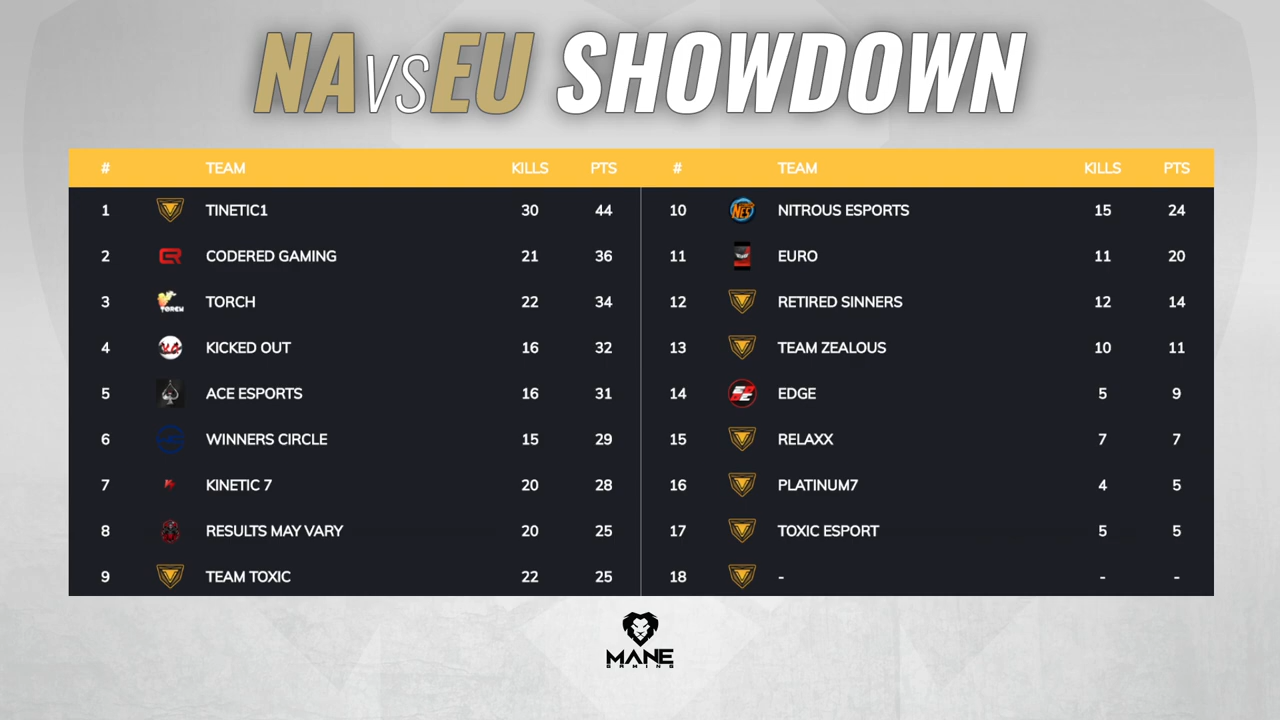 NA VS EU SHOWDOWN
# TEAM KILLS PTS
1 TINETIC1 30 44
2 CODERED GAMING 21 36
3 TORCH 22 34
4 KICKED OUT 16 32
5 ACE ESPORTS 16 31
6 WINNERS CIRCLE 15 29
7 KINETIC 7 20 28
8 RESULTS MAY VARY 20 25
9 TEAM TOXIC 22 25
# TEAM KILLS PTS
10 NITROUS ESPORTS 15 24
11 EURO 11 20
12 RETIRED SINNERS 12 14
13 TEAM ZEALOUS 10 11
14 EDGE 5 9
15 RELAXX 7 7
16 PLATINUM7 4 5
17 TOXIC ESPORT 5 5
18 - - -
MANE
GAMING